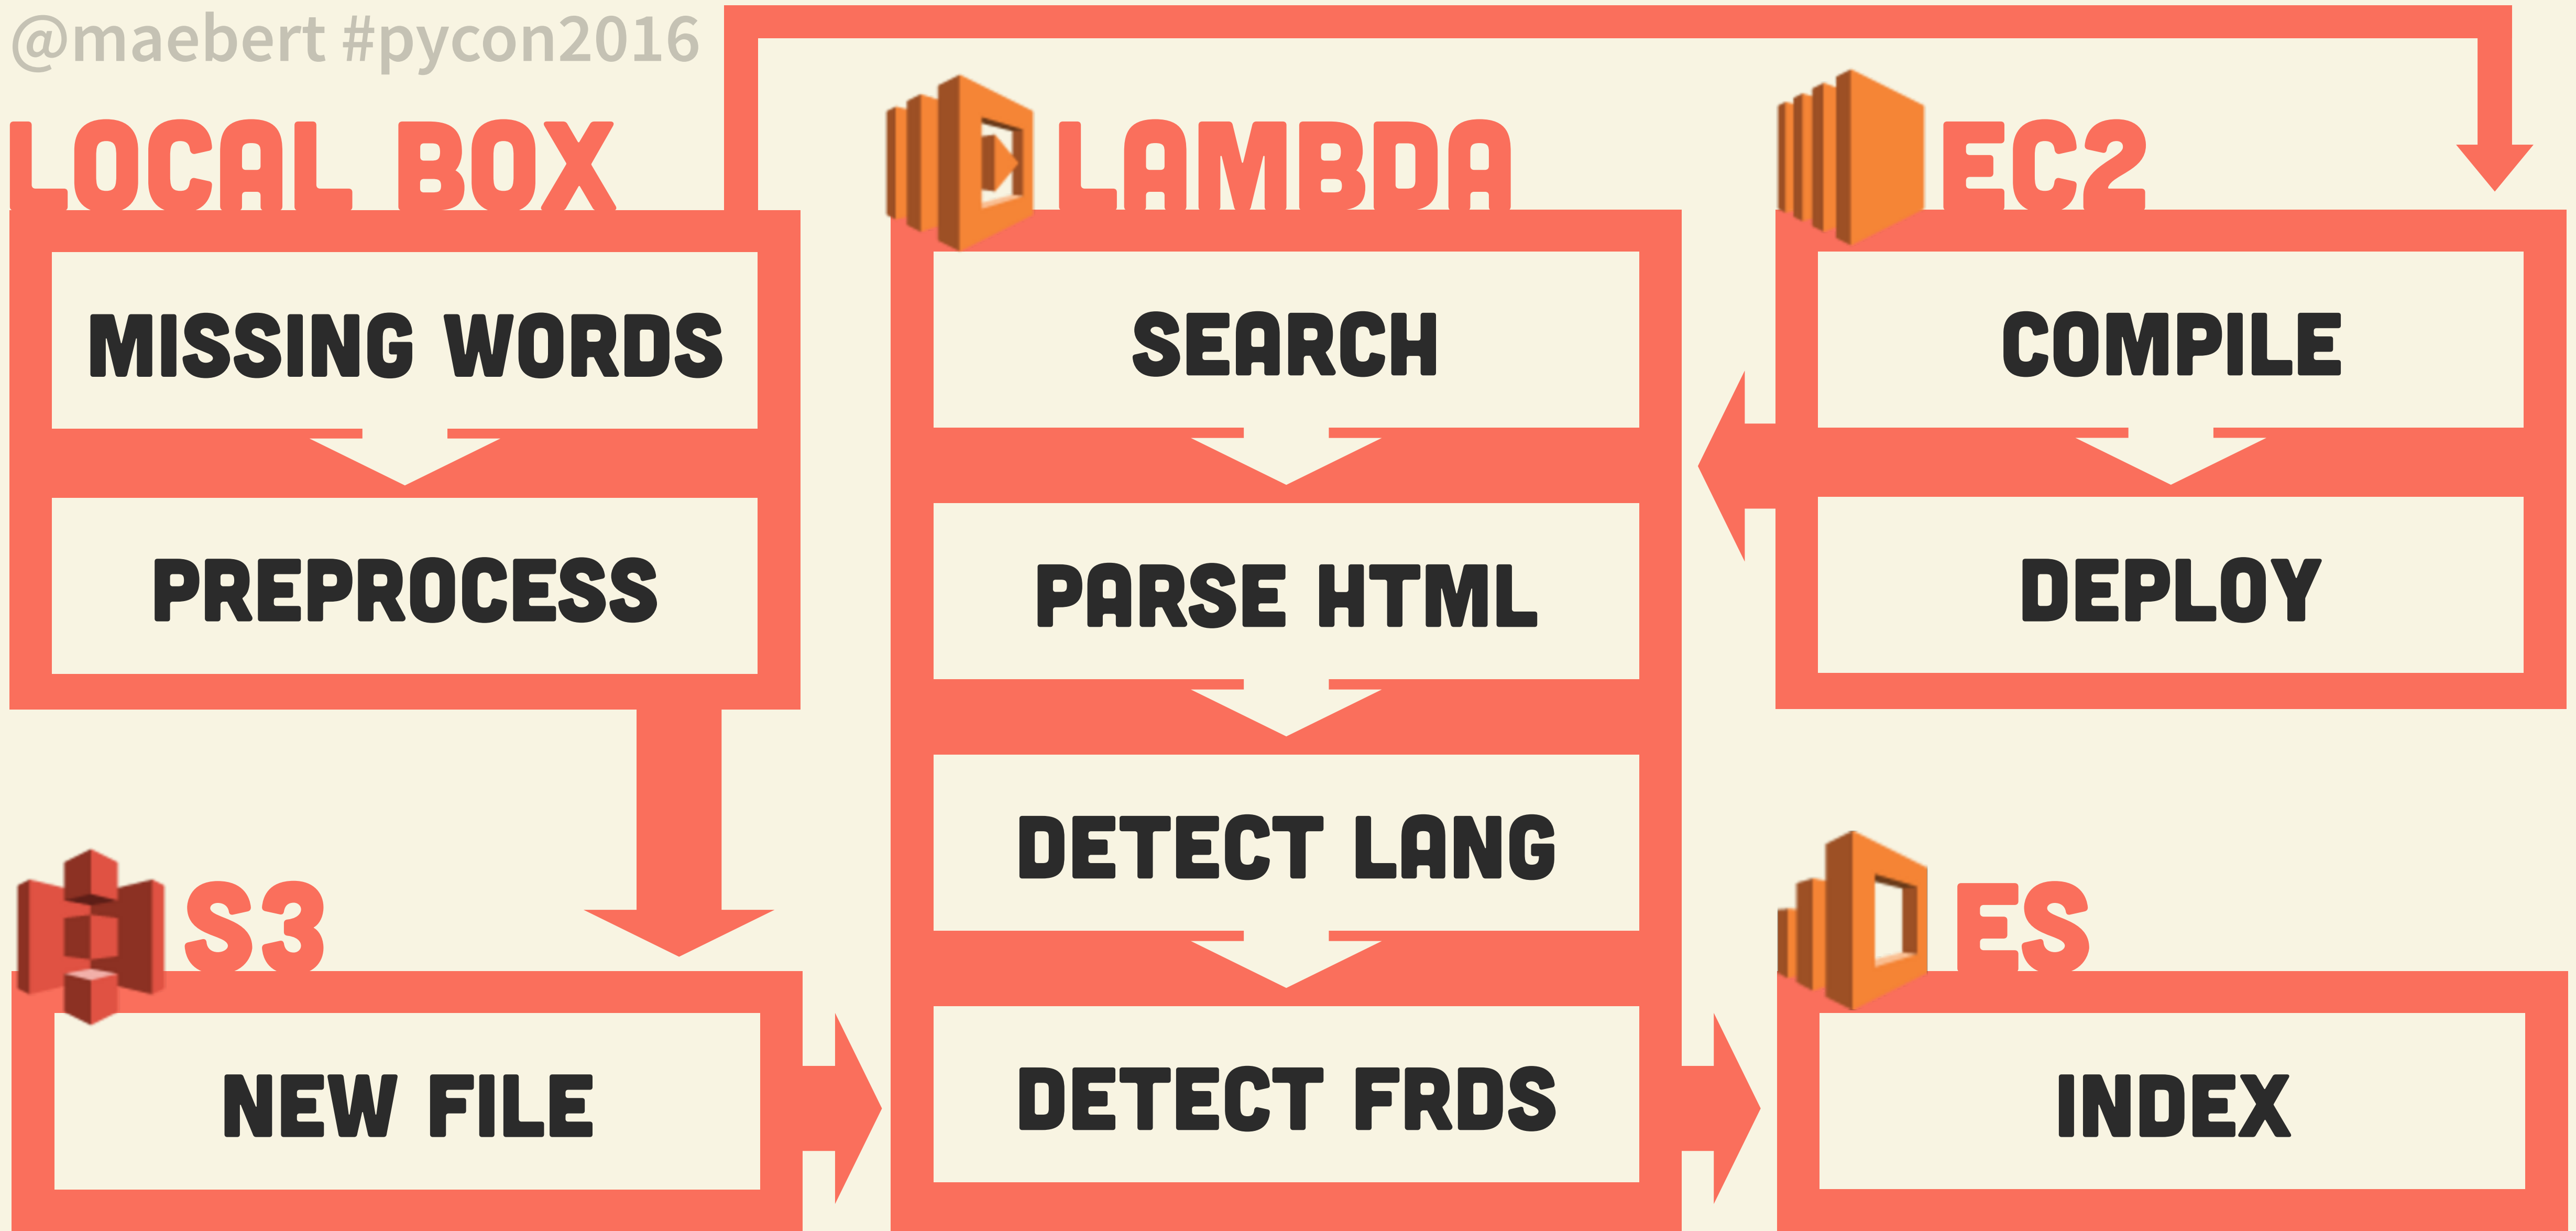 @maebert #pycon2016
LOCAL BOX
MISSING WORDS
PREPROCESS
S3
NEW FILE
LAMBDA
SEARCH
PARSE HTML
DETECT LANG
DETECT FRDS
EC2
COMPILE
DEPLOY
ES
INDEX